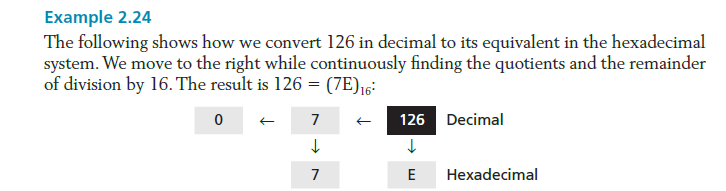 Example 2.24
The following shows how we convert 126 in decimal to its equivalent in the hexadecimal
system. We move to the right while continuously finding the quotients and the remainder
of division by 16. The result is 126 = (7E)₁₆:
0 ← 7 ← 126 Decimal
↓ ↓
7 E Hexadecimal